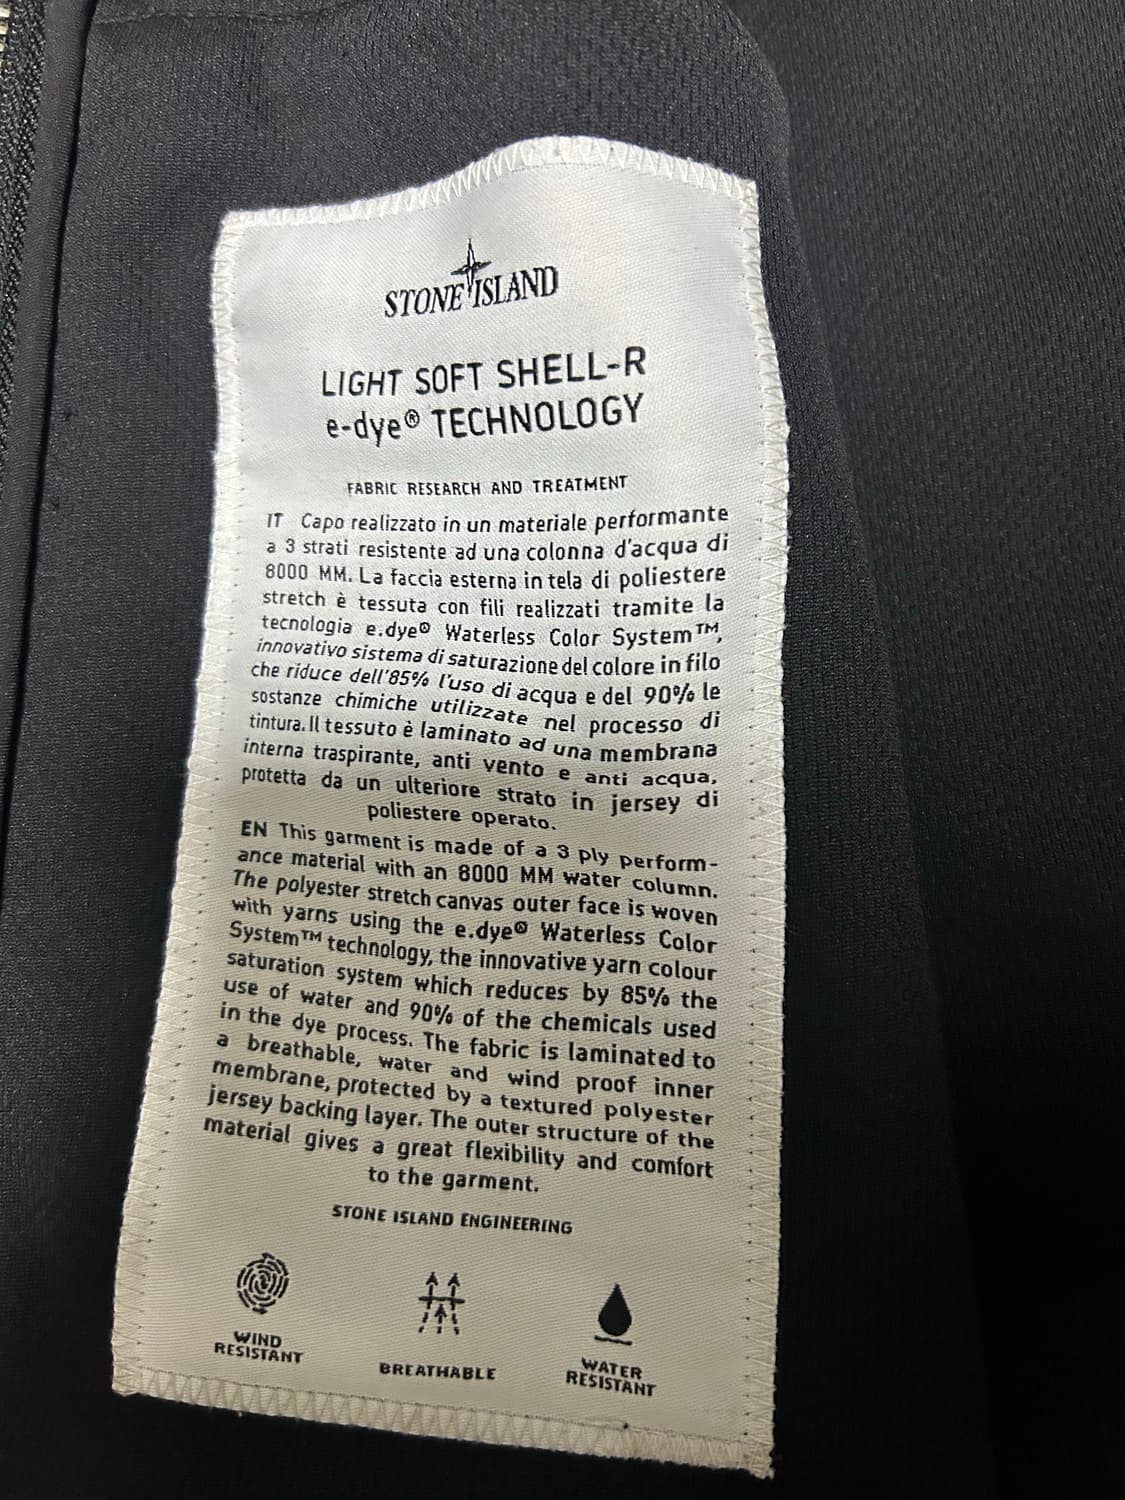 STONE ISLAND
LIGHT SOFT SHELL-R
e-dye® TECHNOLOGY
FABRIC RESEARCH AND TREATMENT
IT Capo realizzato in un materiale performante
a 3 strati resistente ad una colonna d'acqua di
8000 MM. La faccia esterna in tela di poliestere
stretch è tessuta con fili realizzati tramite la
tecnologia e.dye® Waterless Color System™,
innovativo sistema di saturazione del colore in filo
che riduce dell'85% l'uso di acqua e del 90% le
sostanze chimiche utilizzate nel processo di
tintura. Il tessuto è laminato ad una membrana
interna traspirante, anti vento e anti acqua,
protetta da un ulteriore strato in jersey di
poliestere operato.
EN This garment is made of a 3 ply perform-
ance material with an 8000 MM water column.
The polyester stretch canvas outer face is woven
with yarns using the e.dye® Waterless Color
System™ technology, the innovative yarn colour
saturation system which reduces by 85% the
use of water and 90% of the chemicals used
in the dye process. The fabric is laminated to
a breathable, water and wind proof inner
membrane, protected by a textured polyester
jersey backing layer. The outer structure of the
material gives a great flexibility and comfort
to the garment.
STONE ISLAND ENGINEERING
WIND
RESISTANT
BREATHABLE
WATER
RESISTANT